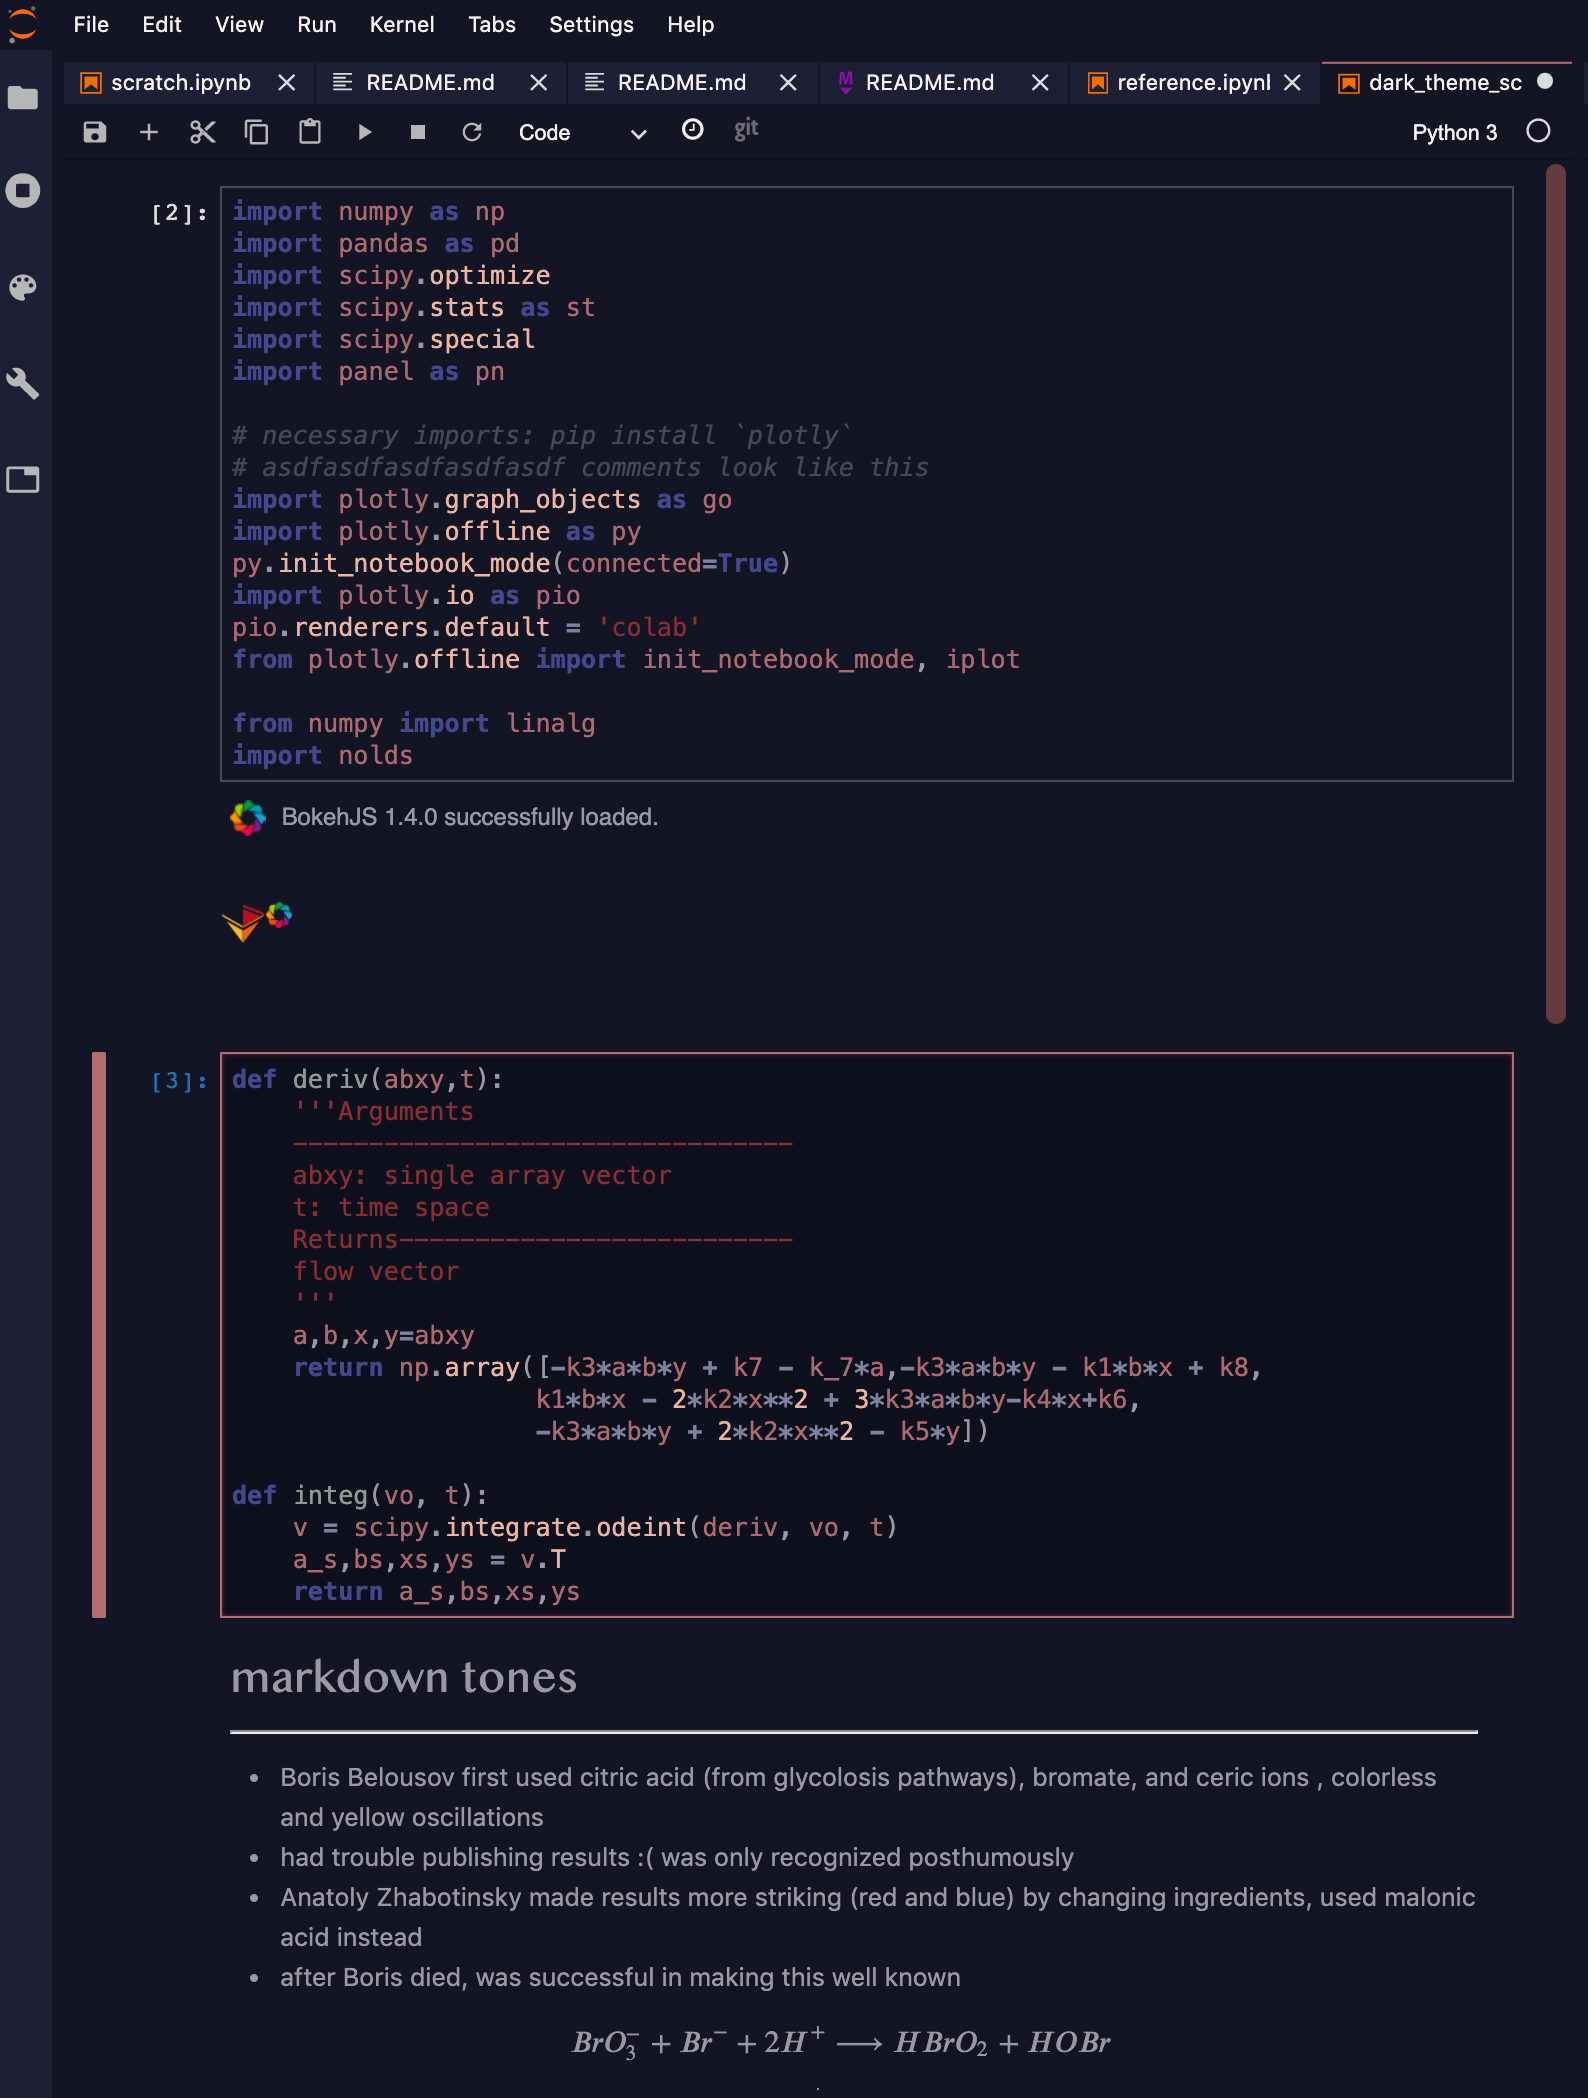 File Edit View Run Kernel Tabs Settings Help
scratch.ipynb README.md README.md M README.md reference.ipynl dark_theme_sc
Code git Python 3
[2]: import numpy as np
import pandas as pd
import scipy.optimize
import scipy.stats as st
import scipy.special
import panel as pn
# necessary imports: pip install `plotly`
# asdfasdfasdfasdfasdf comments look like this
import plotly.graph_objects as go
import plotly.offline as py
py.init_notebook_mode(connected=True)
import plotly.io as pio
pio.renderers.default = 'colab'
from plotly.offline import init_notebook_mode, iplot
from numpy import linalg
import nolds
BokehJS 1.4.0 successfully loaded.
[3]: def deriv(abxy,t):
'''Arguments
---------------------------------
abxy: single array vector
t: time space
Returns--------------------------
flow vector
'''
a,b,x,y=abxy
return np.array([-k3*a*b*y + k7 - k_7*a,-k3*a*b*y - k1*b*x + k8,
k1*b*x - 2*k2*x**2 + 3*k3*a*b*y-k4*x+k6,
-k3*a*b*y + 2*k2*x**2 - k5*y])
def integ(vo, t):
v = scipy.integrate.odeint(deriv, vo, t)
a_s,bs,xs,ys = v.T
return a_s,bs,xs,ys
markdown tones
• Boris Belousov first used citric acid (from glycolosis pathways), bromate, and ceric ions , colorless
and yellow oscillations
• had trouble publishing results :( was only recognized posthumously
• Anatoly Zhabotinsky made results more striking (red and blue) by changing ingredients, used malonic
acid instead
• after Boris died, was successful in making this well known
BrO₃⁻ + Br⁻ + 2H⁺ ⟶ HBrO₂ + HOBr